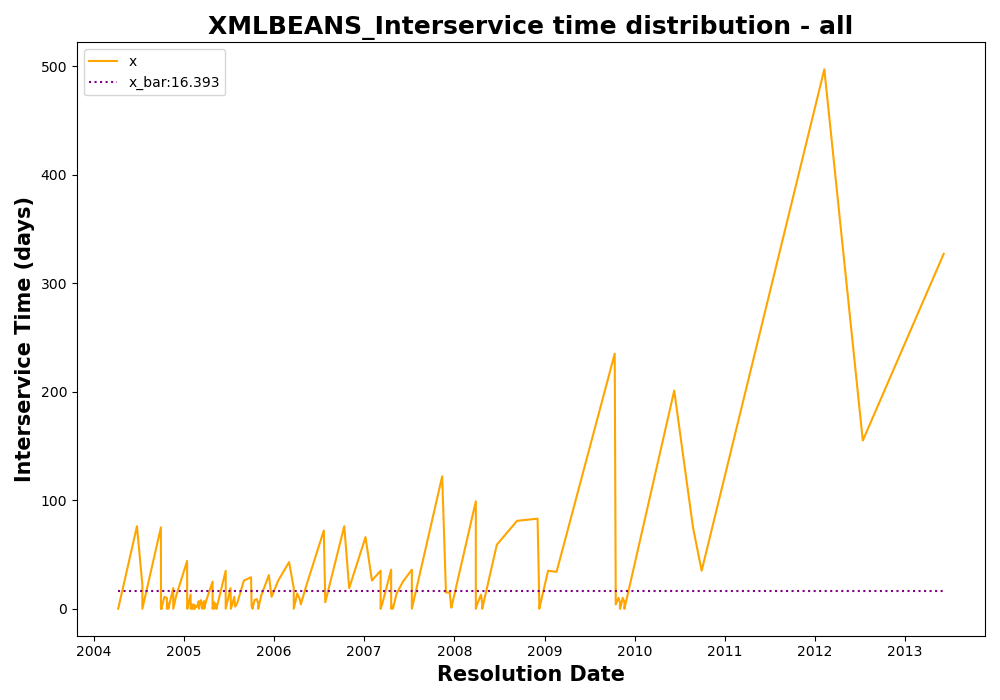 XMLBEANS_Interservice time distribution - all
x
x_bar:16.393
Interservice Time (days)
500
400
300
200
100
0
2004 2005 2006 2007 2008 2009 2010 2011 2012 2013
Resolution Date